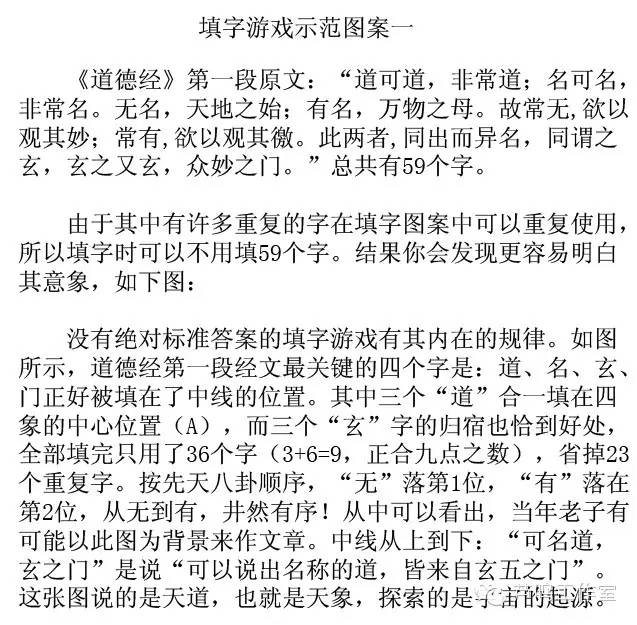 填字游戏示范图案一
《道德经》第一段原文：“道可道，非常道；名可名，
非常名。无名，天地之始；有名，万物之母。故常无,欲以
观其妙；常有,欲以观其徼。此两者,同出而异名，同谓之
玄，玄之又玄，众妙之门。”总共有59个字。
由于其中有许多重复的字在填字图案中可以重复使用，
所以填字时可以不用填59个字。结果你会发现更容易明白
其意象，如下图：
没有绝对标准答案的填字游戏有其内在的规律。如图
所示，道德经第一段经文最关键的四个字是：道、名、玄、
门正好被填在了中线的位置。其中三个“道”合一填在四
象的中心位置（A），而三个“玄”字的归宿也恰到好处，
全部填完只用了36个字（3+6=9，正合九点之数），省掉23
个重复字。按先天八卦顺序，“无”落第1位，“有”落在
第2位，从无到有，井然有序！从中可以看出，当年老子有
可能以此图为背景来作文章。中线从上到下：“可名道，
玄之门”是说“可以说出名称的道，皆来自玄五之门”。
这张图说的是天道，也就是天象，探索的是宇宙的起源。
工作室